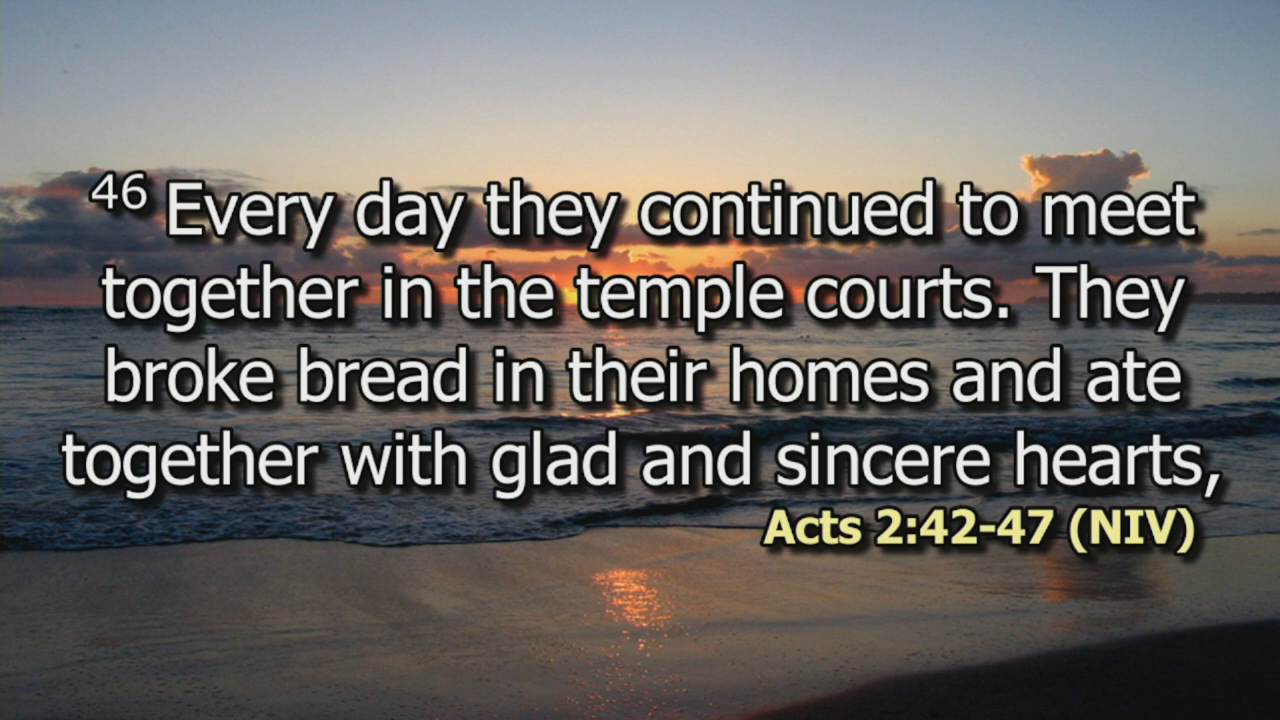 46 Every day they continued to meet
together in the temple courts. They
broke bread in their homes and ate
together with glad and sincere hearts,
Acts 2:42-47 (NIV)